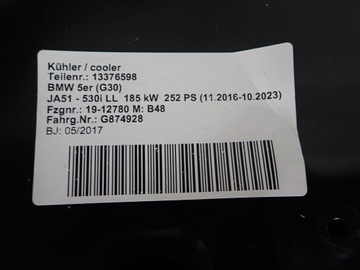 Kühler / cooler
Teilenr.: 13376598
BMW 5er (G30)
JA51 - 530i LL 185 kW 252 PS (11.2016-10.2023)
Fzgnr.: 19-12780 M: B48
Fahrg.Nr.: G874928
BJ: 05/2017